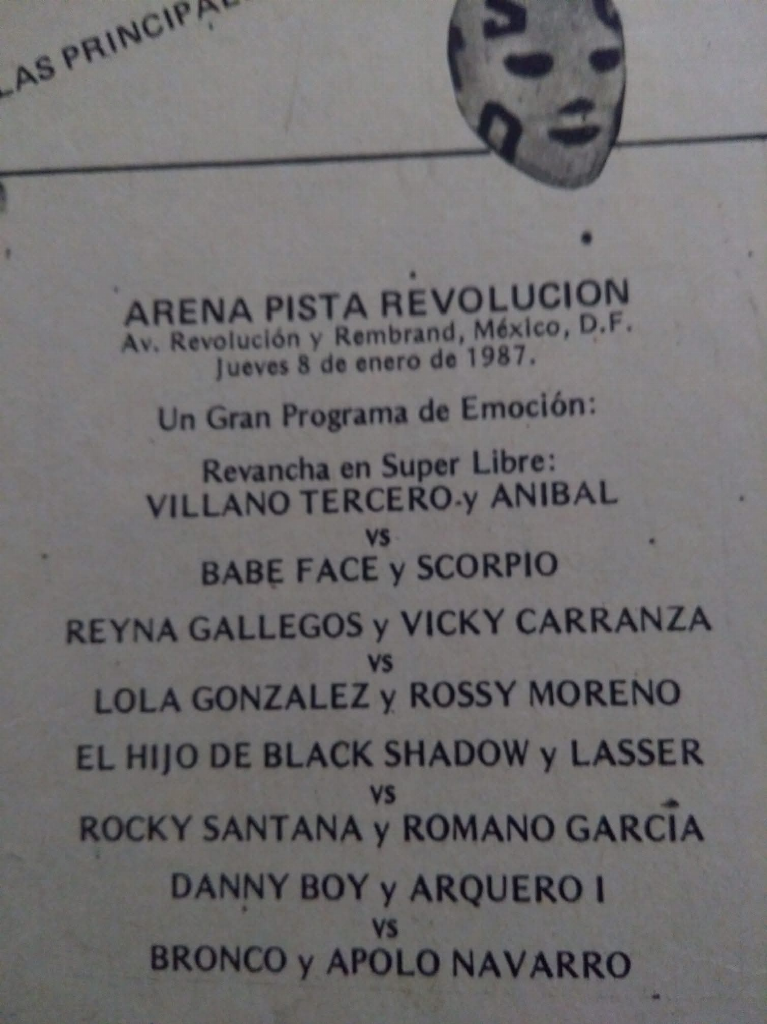 LAS PRINCIPAL
ARENA PISTA REVOLUCION
Av. Revolución y Rembrand, México, D.F.
Jueves 8 de enero de 1987.
Un Gran Programa de Emoción:
Revancha en Super Libre:
VILLANO TERCERO y ANIBAL
vs
BABE FACE y SCORPIO
REYNA GALLEGOS y VICKY CARRANZA
vs
LOLA GONZALEZ y ROSSY MORENO
EL HIJO DE BLACK SHADOW y LASSER
vs
ROCKY SANTANA y ROMANO GARCÍA
DANNY BOY y ARQUERO I
vs
BRONCO y APOLO NAVARRO